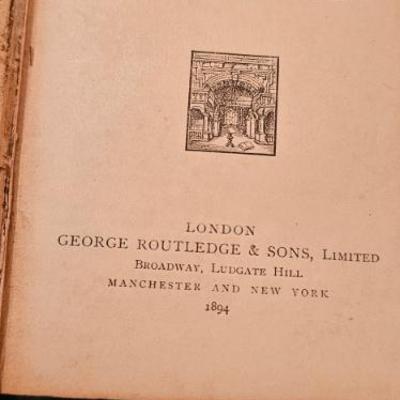 LONDON
GEORGE ROUTLEDGE & SONS, LIMITED
BROADWAY, LUDGATE HILL
MANCHESTER AND NEW YORK
1894